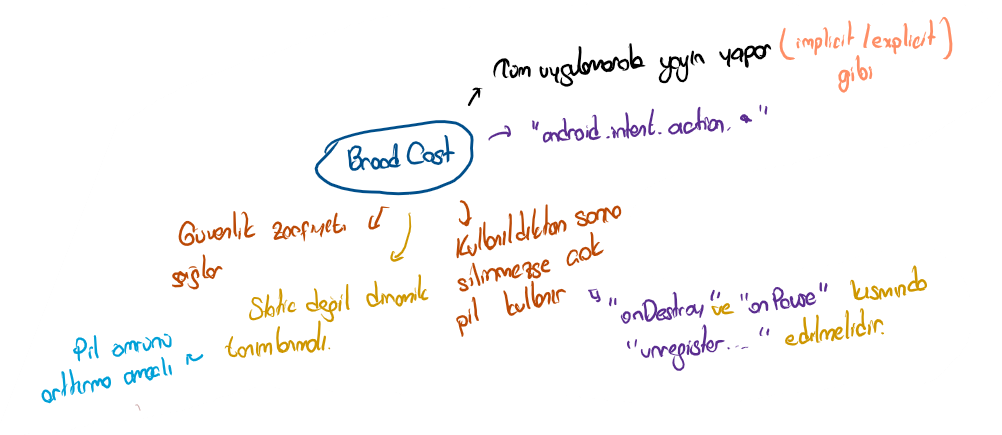 Tüm uygulamarada yayın yapar (implicit / explicit)
gibi
"android.intent.action. * "
Broad Cast
Güvenlik zaafiyeti
sağlar
Kullanıldıktan sonra
silinmezse çok
pil kullanır
Static değil dinamik
tanımlanmalı.
Pil ömrünü
arttırma amaçlı
"onDestroy" ve "onPause" kısmında
"unregister...." edilmelidir.